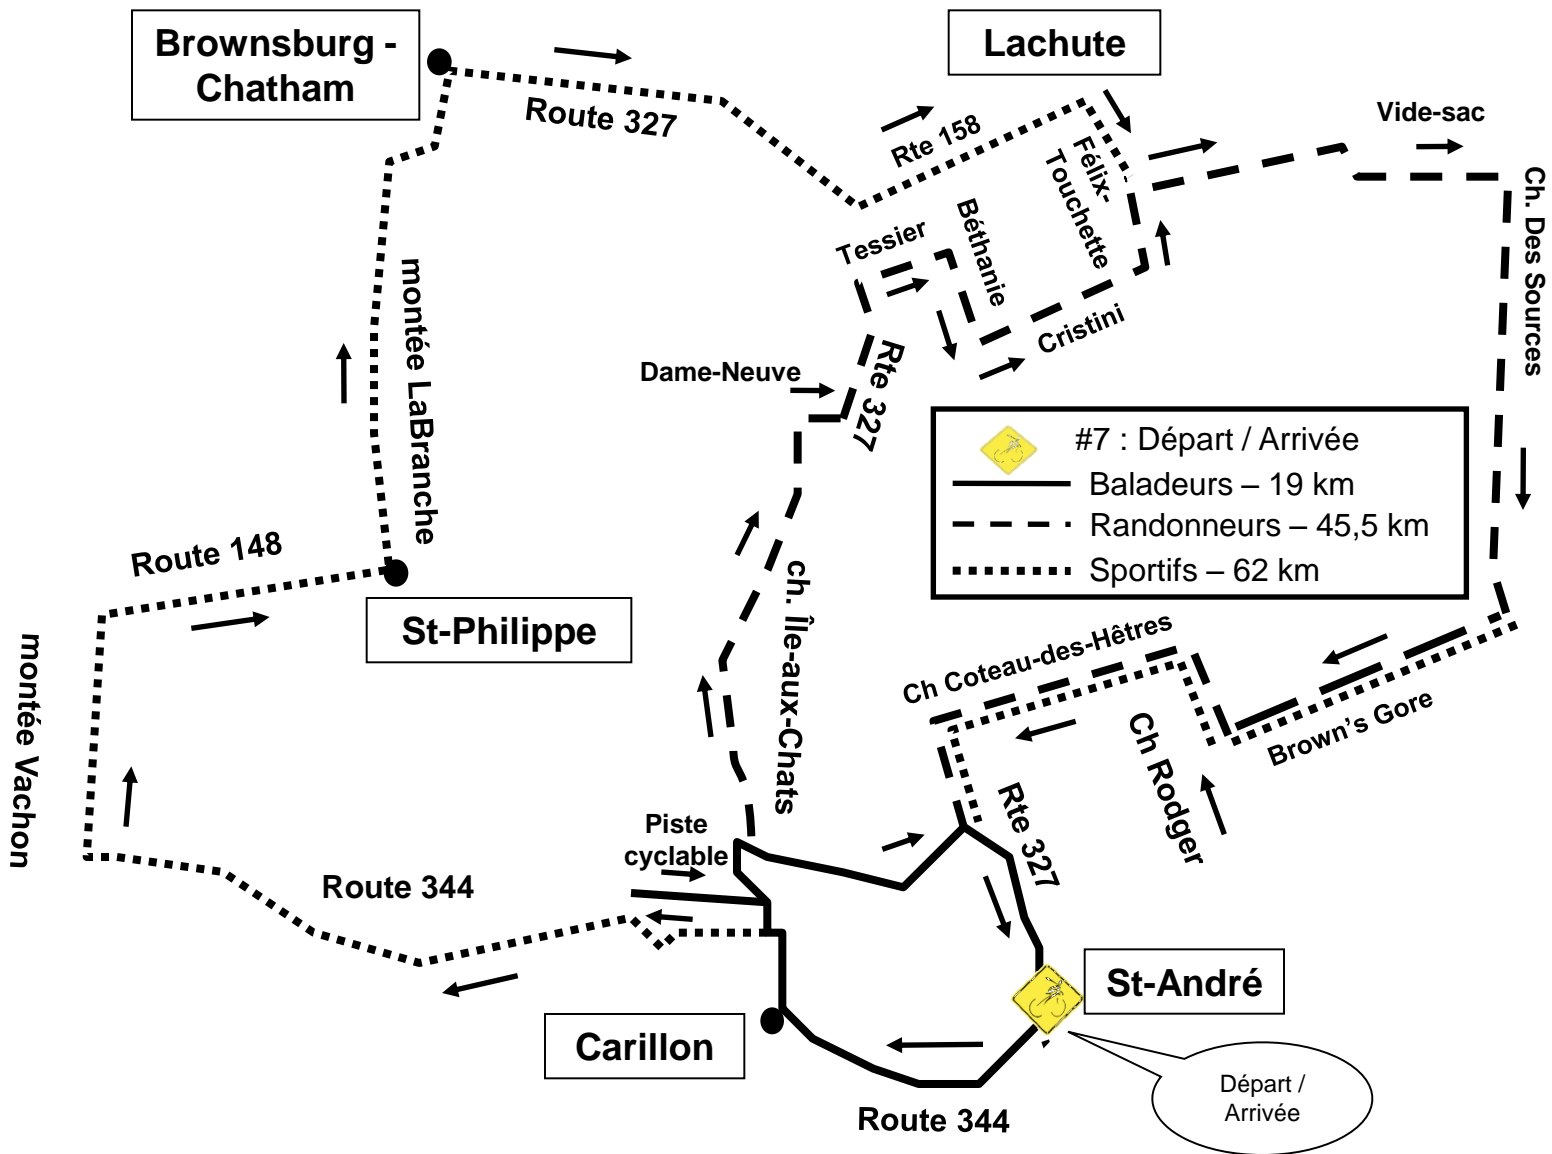 Brownsburg -
Chatham
Lachute
Route 327
Rte 158
Vide-sac
Félix-
Touchette
Ch. Des Sources
Tessier
Béthanie
Cristini
montée LaBranche
Dame-Neuve
Rte 327
#7 : Départ / Arrivée
Baladeurs – 19 km
Randonneurs – 45,5 km
Sportifs – 62 km
Route 148
St-Philippe
ch. Île-aux-Chats
Ch Coteau-des-Hêtres
Brown's Gore
Ch Rodger
montée Vachon
Rte 327
Piste
cyclable
Route 344
St-André
Carillon
Route 344
Départ /
Arrivée